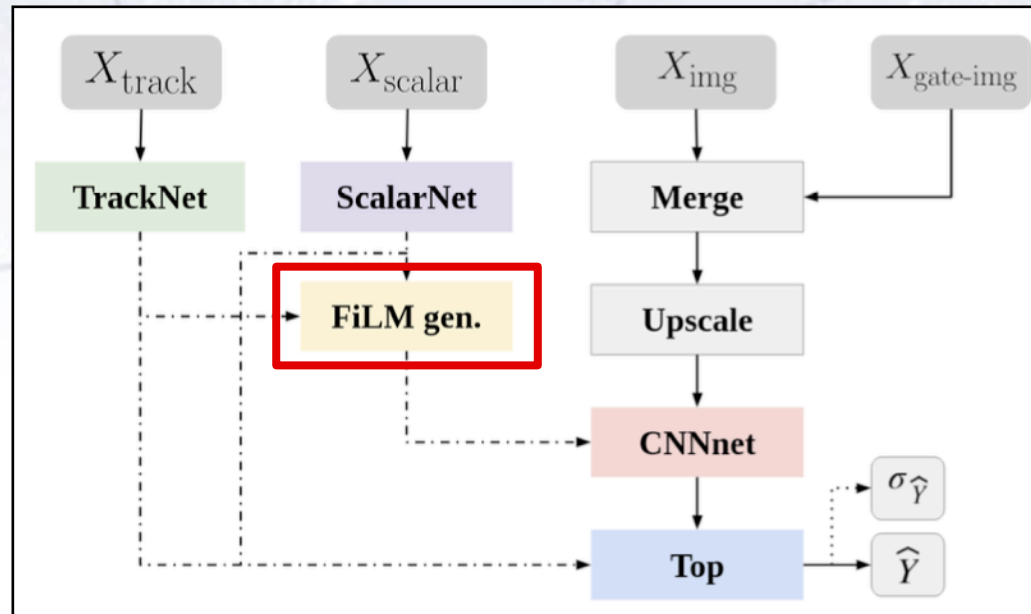 X_track X_scalar X_img X_gate-img
TrackNet ScalarNet Merge
FiLM gen. Upscale
CNNnet
σ_Ŷ
Top Ŷ